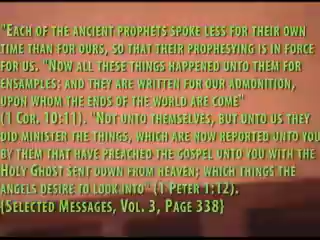 "Each of the ancient prophets spoke less for their own
time than for ours, so that their prophesying is in force
for us. "Now all these things happened unto them for
ensamples: and they are written for our admonition,
upon whom the ends of the world are come"
(1 Cor. 10:11). "Not unto themselves, but unto us they
did minister the things, which are now reported unto you
by them that have preached the gospel unto you with the
Holy Ghost sent down from heaven; which things the
angels desire to look into" (1 Peter 1:12).
{Selected Messages, Vol. 3, Page 338}